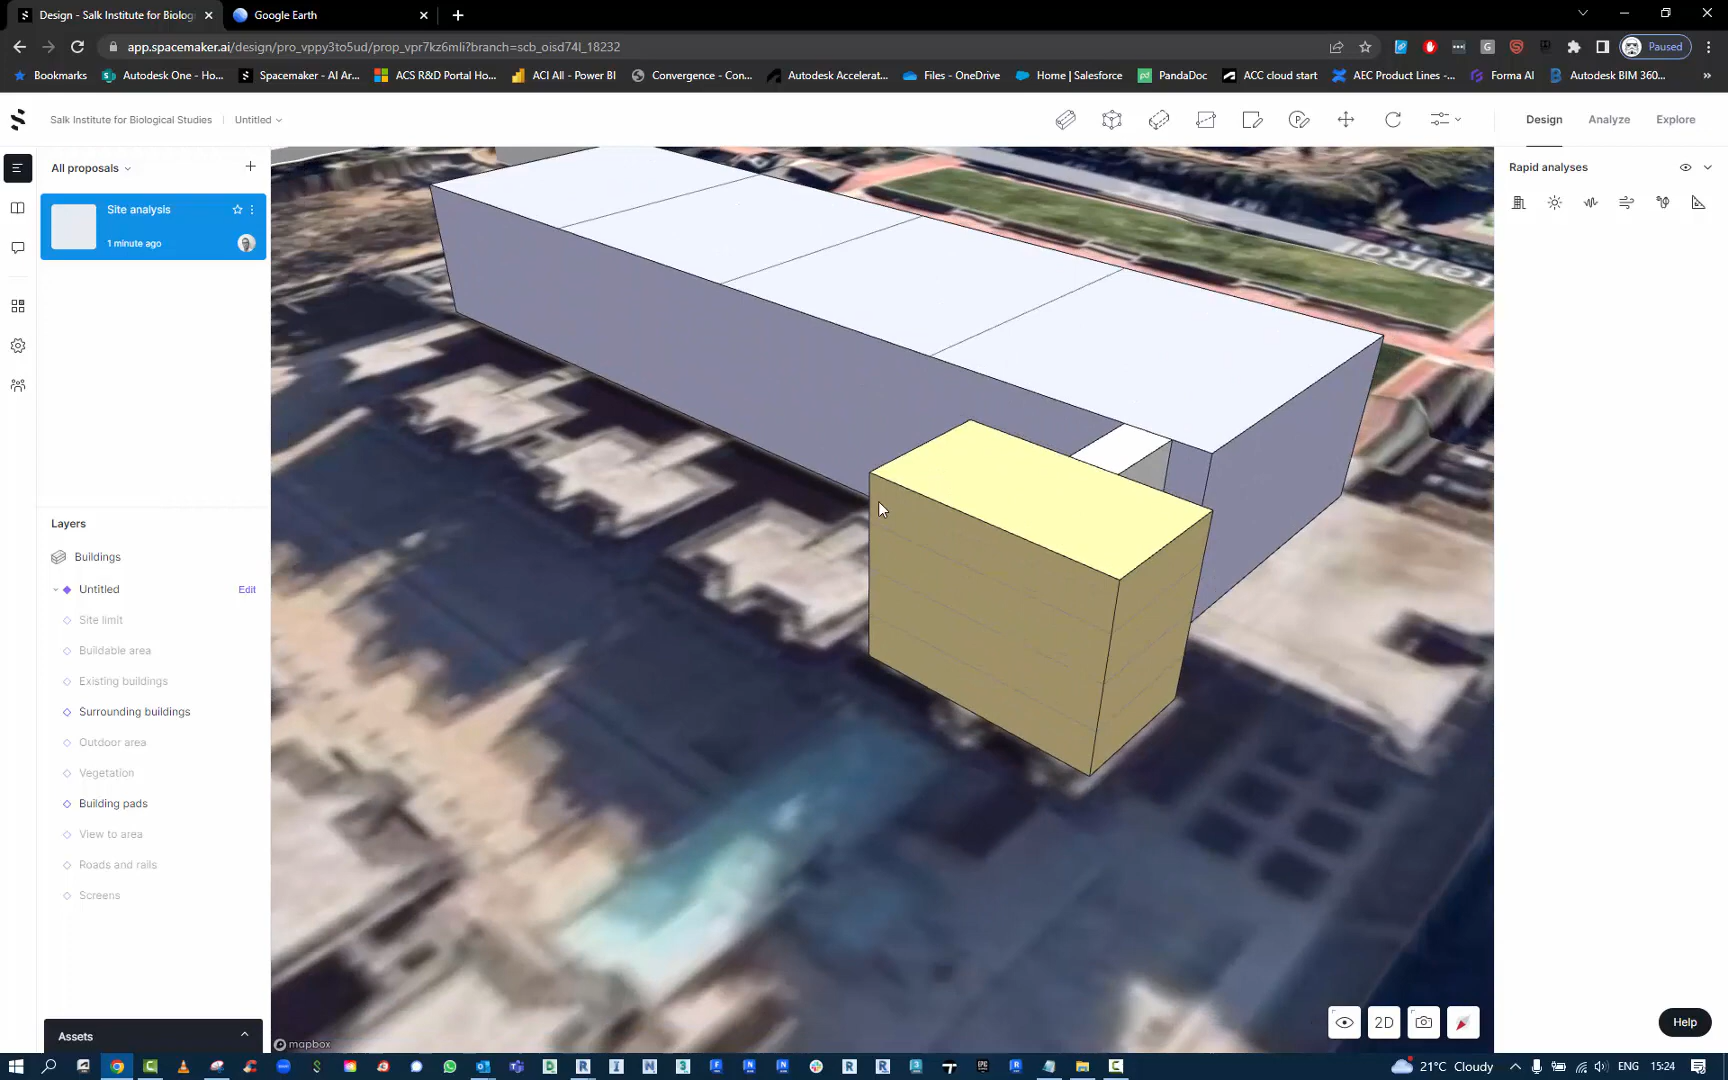 Design - Salk Institute for Biolog
Google Earth
app.spacemaker.ai/design/pro_vppy3to5ud/prop_vpr7kz6mli?branch=scb_oisd74l_18232
Paused
Bookmarks
Autodesk One - Ho...
Spacemaker - AI Ar...
ACS R&D Portal Ho...
ACI All - Power BI
Convergence - Con...
Autodesk Accelerat...
Files - OneDrive
Home | Salesforce
PandaDoc
ACC cloud start
AEC Product Lines -...
Forma AI
Autodesk BIM 360...
Salk Institute for Biological Studies
Untitled
Design
Analyze
Explore
All proposals
Rapid analyses
Site analysis
1 minute ago
Layers
Buildings
Untitled
Edit
Site limit
Buildable area
Existing buildings
Surrounding buildings
Outdoor area
Vegetation
Building pads
View to area
Roads and rails
Screens
Assets
mapbox
2D
Help
21°C Cloudy
ENG
15:24